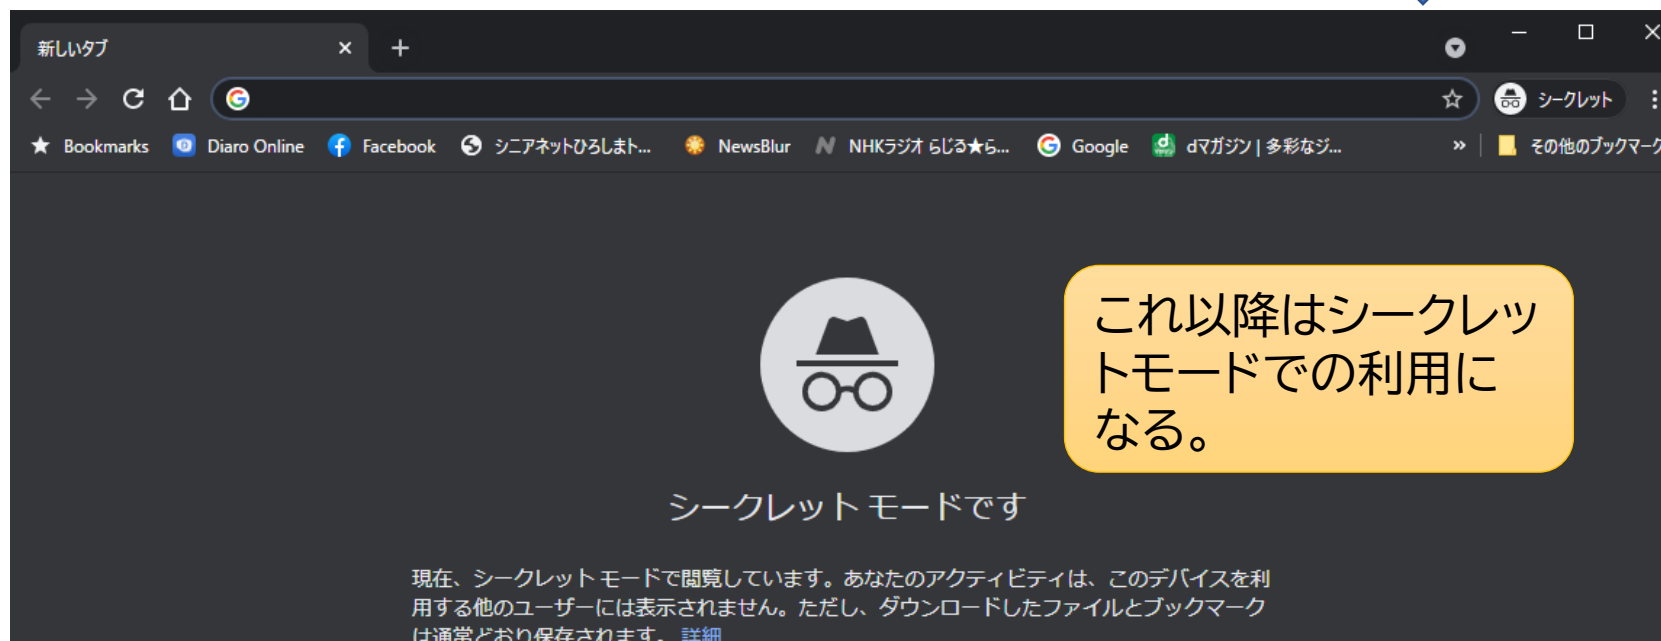 新しいタブ
シークレット
Bookmarks Diaro Online Facebook シニアネットひろしまト... NewsBlur NHKラジオ らじる★ら... Google dマガジン | 多彩なジ... » その他のブックマーク
これ以降はシークレッ
トモードでの利用に
なる。
シークレット モードです
現在、シークレット モードで閲覧しています。あなたのアクティビティは、このデバイスを利
用する他のユーザーには表示されません。ただし、ダウンロードしたファイルとブックマーク
は通常どおり保存されます。 詳細